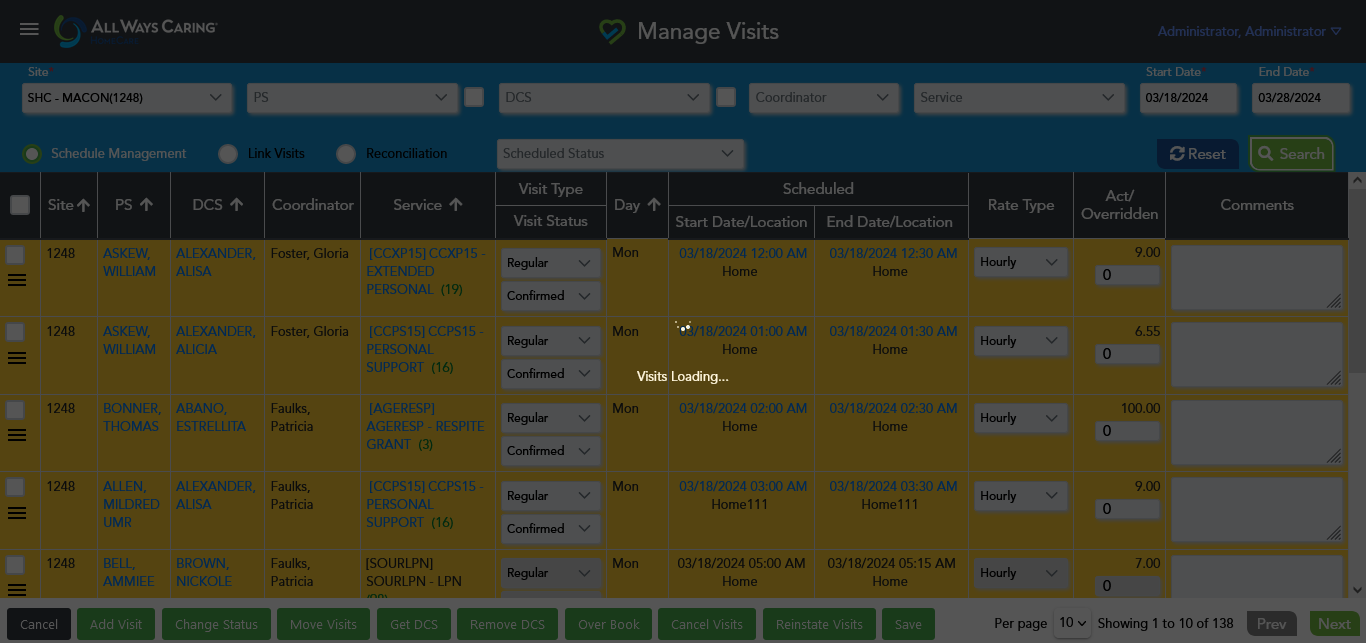 ALLWAYS CARING
Manage Visits
Administrator, Administrator
Site*
Start Date*
End Date*
SHC - MACON(1248)
PS
DCS
Coordinator
Service
03/18/2024
03/28/2024
Schedule Management
Link Visits
Reconciliation
Scheduled Status
Reset
Search
Site
PS
DCS
Coordinator
Service
Visit Type
Visit Status
Day
Scheduled
Start Date/Location
End Date/Location
Rate Type
Act/
Overridden
Comments
1248
ASKEW,
WILLIAM
ALEXANDER,
ALISA
Foster, Gloria
[CCXP15] CCXP15 -
EXTENDED
PERSONAL (19)
Regular
Confirmed
Mon
03/18/2024 12:00 AM
Home
03/18/2024 12:30 AM
Home
Hourly
9.00
0
1248
ASKEW,
WILLIAM
ALEXANDER,
ALICIA
Foster, Gloria
[CCPS15] CCPS15 -
PERSONAL
SUPPORT (16)
Regular
Confirmed
Mon
03/18/2024 01:00 AM
Home
03/18/2024 01:30 AM
Home
Hourly
6.55
0
Visits Loading...
1248
BONNER,
THOMAS
ABANO,
ESTRELLITA
Faulks,
Patricia
[AGERESP]
AGERESP - RESPITE
GRANT (3)
Regular
Confirmed
Mon
03/18/2024 02:00 AM
Home
03/18/2024 02:30 AM
Home
Hourly
100.00
0
1248
ALLEN,
MILDRED
UMR
ALEXANDER,
ALISA
Faulks,
Patricia
[CCPS15] CCPS15 -
PERSONAL
SUPPORT (16)
Regular
Confirmed
Mon
03/18/2024 03:00 AM
Home111
03/18/2024 03:30 AM
Home111
Hourly
9.00
0
1248
BELL,
AMMIEE
BROWN,
NICKOLE
Faulks,
Patricia
[SOURLPN]
SOURLPN - LPN
Regular
Mon
03/18/2024 05:00 AM
Home
03/18/2024 05:15 AM
Home
Hourly
7.00
0
Cancel
Add Visit
Change Status
Move Visits
Get DCS
Remove DCS
Over Book
Cancel Visits
Reinstate Visits
Save
Per page 10 Showing 1 to 10 of 138
Prev
Next